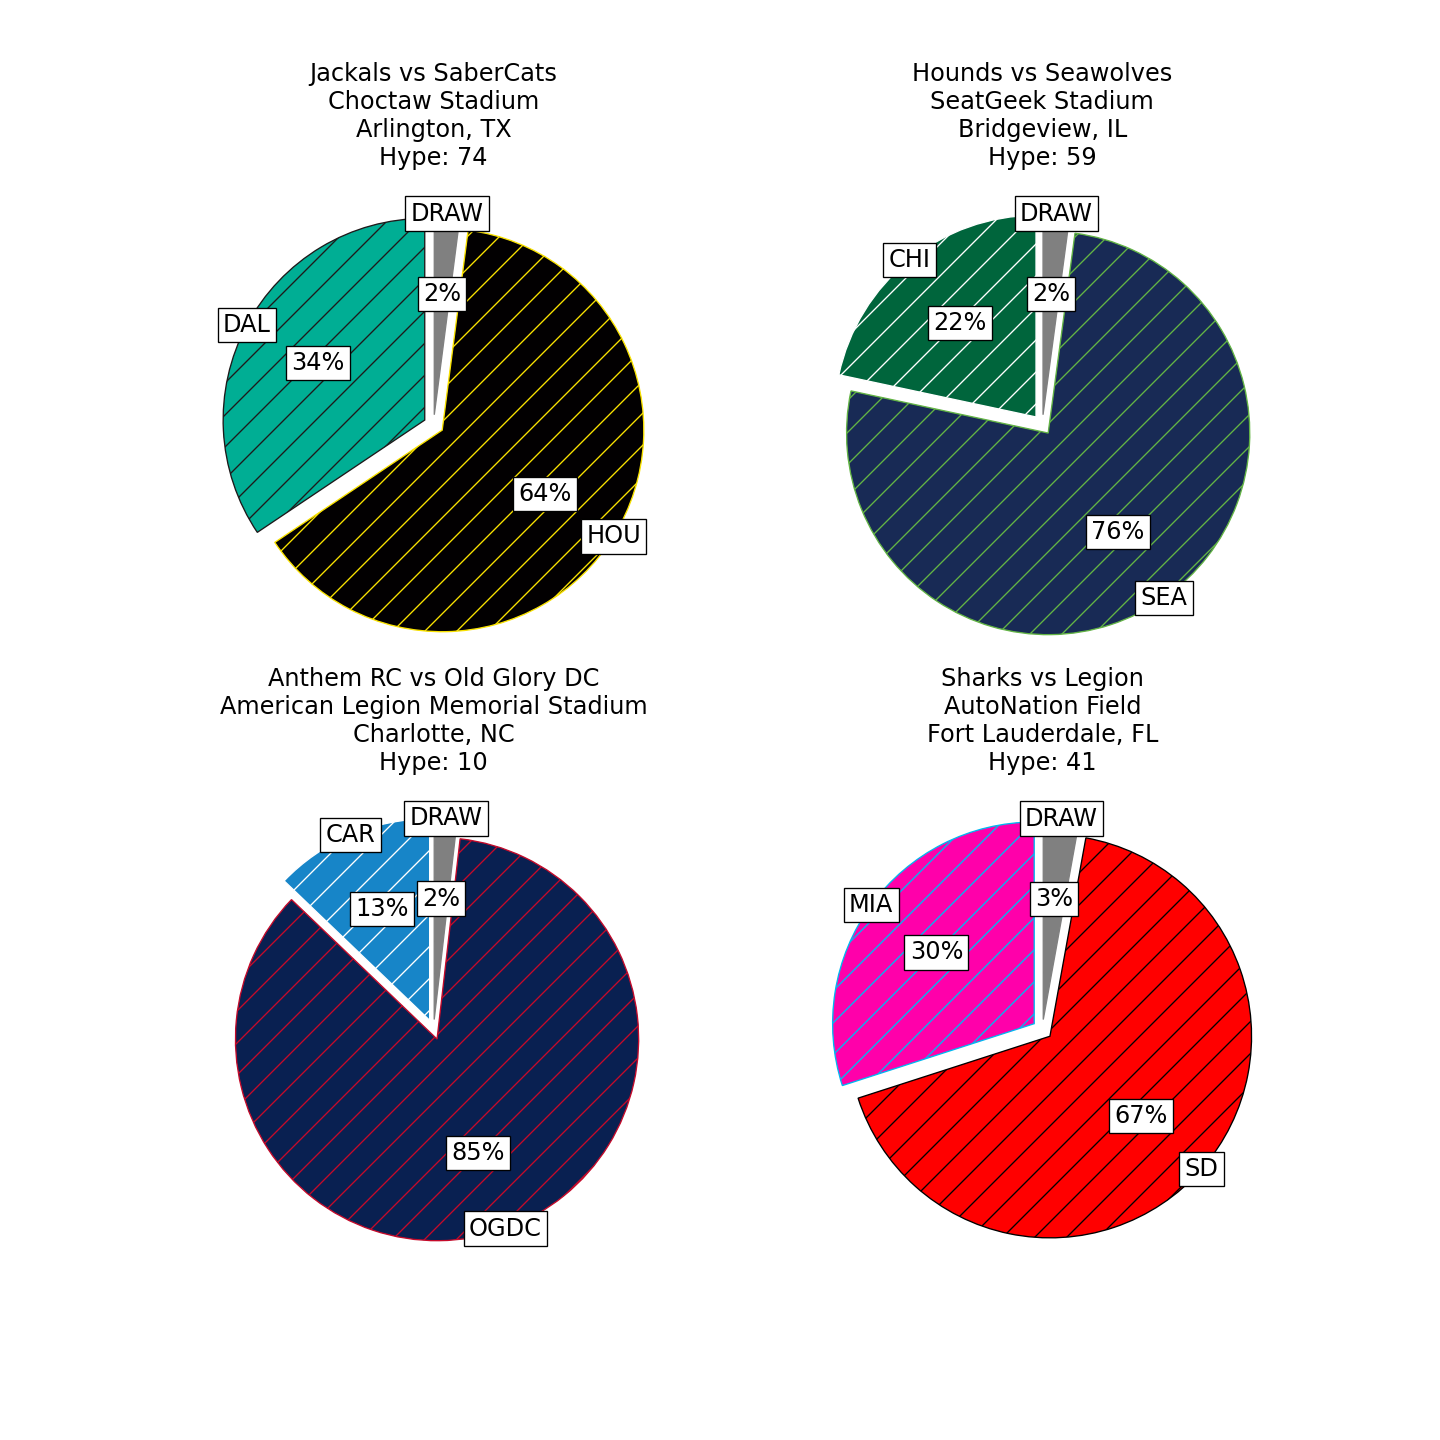 Jackals vs SaberCats
Choctaw Stadium
Arlington, TX
Hype: 74
DRAW
2%
DAL
34%
64%
HOU
Hounds vs Seawolves
SeatGeek Stadium
Bridgeview, IL
Hype: 59
DRAW
CHI
2%
22%
76%
SEA
Anthem RC vs Old Glory DC
American Legion Memorial Stadium
Charlotte, NC
Hype: 10
DRAW
CAR
2%
13%
85%
OGDC
Sharks vs Legion
AutoNation Field
Fort Lauderdale, FL
Hype: 41
DRAW
3%
MIA
30%
67%
SD